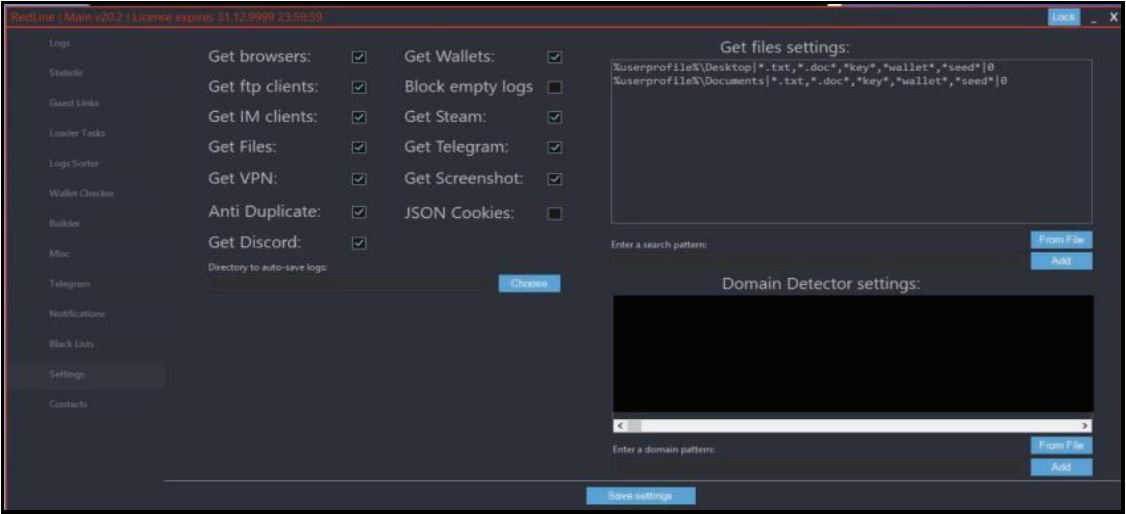 RedLine | Main v20.2 | License expires 31.12.9999 23:59:59
Lock _ X
Logs
Statistic
Guest Links
Loader Tasks
Logs Sorter
Wallet Checker
Builder
Misc
Telegram
Notifications
Black Lists
Settings
Contacts
Get browsers:
Get ftp clients:
Get IM clients:
Get Files:
Get VPN:
Anti Duplicate:
Get Discord:
Get Wallets:
Block empty logs
Get Steam:
Get Telegram:
Get Screenshot:
JSON Cookies:
Directory to auto-save logs:
Choose
Get files settings:
%userprofile%\Desktop|*.txt,*.doc*,*key*,*wallet*,*seed*|0
%userprofile%\Documents|*.txt,*.doc*,*key*,*wallet*,*seed*|0
Enter a search pattern:
From File
Add
Domain Detector settings:
Enter a domain pattern:
From File
Add
Save settings